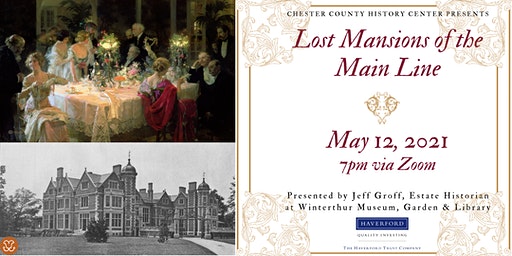 CHESTER COUNTY HISTORY CENTER PRESENTS
Lost Mansions of the
Main Line
May 12, 2021
7pm via Zoom
Presented by Jeff Groff, Estate Historian
at Winterthur Museum, Garden & Library
HAVERFORD
QUALITY INVESTING
THE HAVERFORD TRUST COMPANY